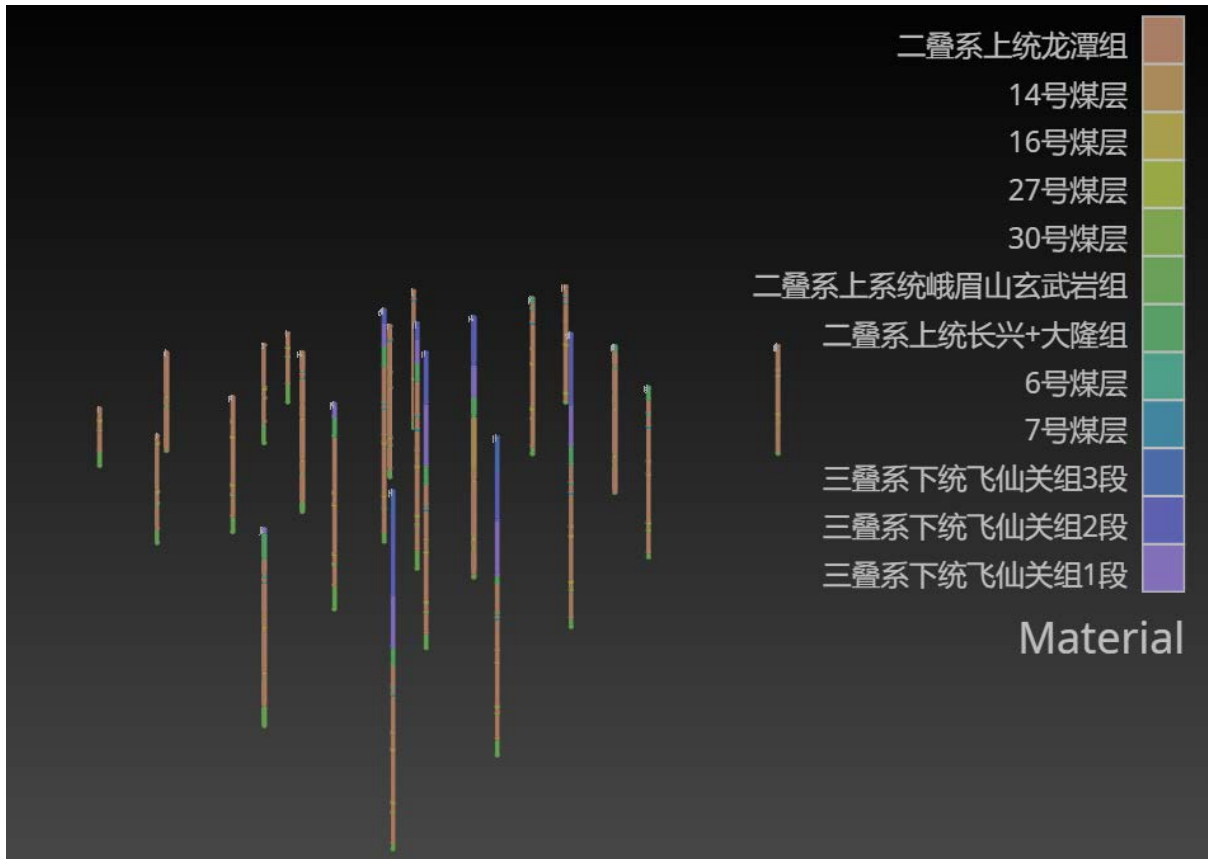 二叠系上统龙潭组
14号煤层
16号煤层
27号煤层
30号煤层
二叠系上系统峨眉山玄武岩组
二叠系上统长兴+大隆组
6号煤层
7号煤层
三叠系下统飞仙关组3段
三叠系下统飞仙关组2段
三叠系下统飞仙关组1段
Material